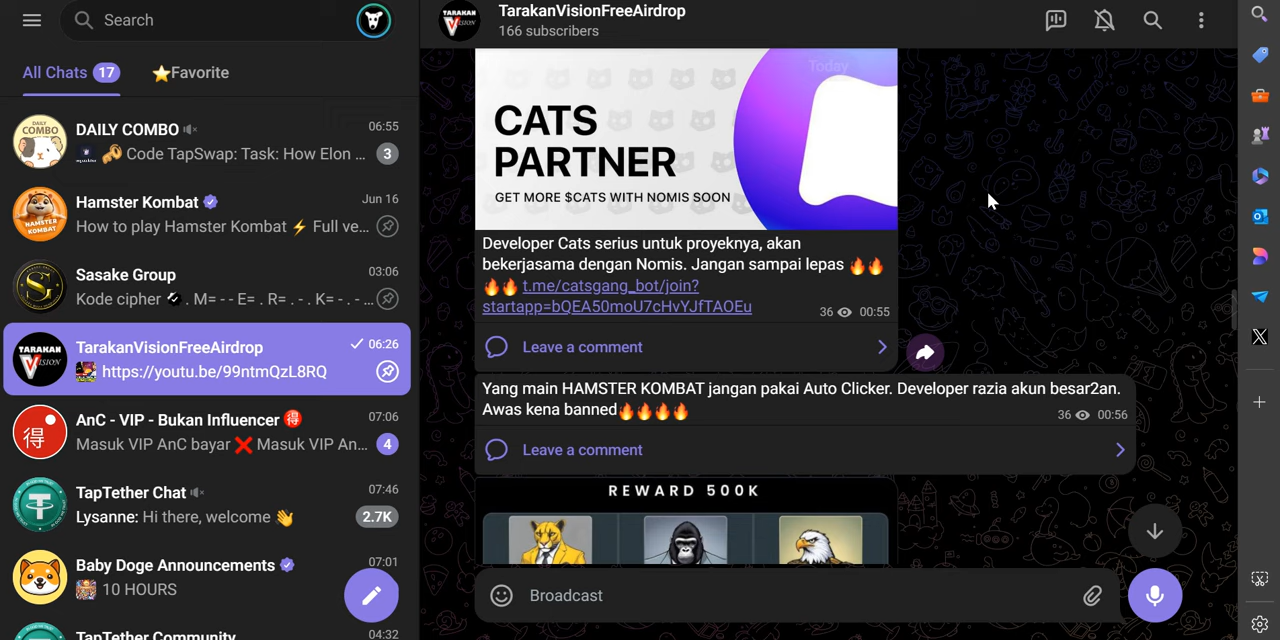 Search
All Chats 17
⭐Favorite
DAILY COMBO
06:55
Code TapSwap: Task: How Elon ...
3
Hamster Kombat
Jun 16
How to play Hamster Kombat ⚡ Full ve...
Sasake Group
03:06
Kode cipher . M= - - E= . R= . - . K= - . - ...
TarakanVisionFreeAirdrop
06:26
https://youtu.be/99ntmQzL8RQ
AnC - VIP - Bukan Influencer 🉐
07:06
Masuk VIP AnC bayar ❌ Masuk VIP An...
4
TapTether Chat
07:46
Lysanne: Hi there, welcome 👋
2.7K
Baby Doge Announcements
07:01
10 HOURS
TapTether Community
04:32
TARAKAN
VISION
TarakanVisionFreeAirdrop
166 subscribers
Today
CATS
PARTNER
GET MORE $CATS WITH NOMIS SOON
Developer Cats serius untuk proyeknya, akan
bekerjasama dengan Nomis. Jangan sampai lepas 🔥🔥
🔥🔥 t.me/catsgang_bot/join?
startapp=bQEA50moU7cHvYJfTAOEu
36 00:55
Leave a comment
Yang main HAMSTER KOMBAT jangan pakai Auto Clicker. Developer razia akun besar2an.
Awas kena banned🔥🔥🔥🔥
36 00:56
Leave a comment
REWARD 500K
Broadcast